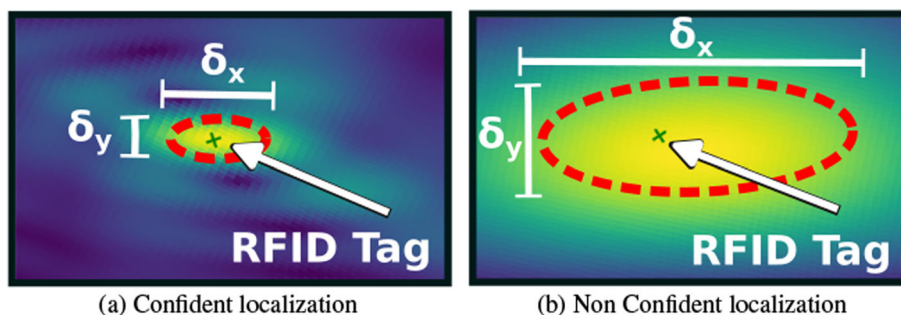 δx
δy
RFID Tag
(a) Confident localization
δx
δy
RFID Tag
(b) Non Confident localization